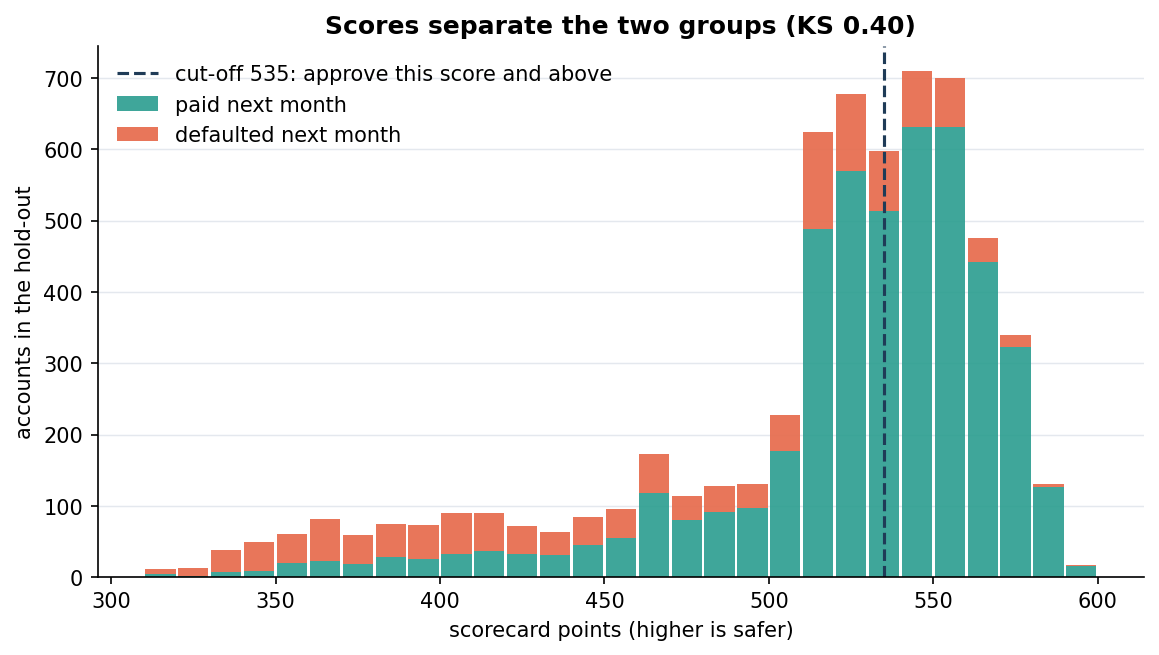 Scores separate the two groups (KS 0.40)
cut-off 535: approve this score and above
paid next month
defaulted next month
accounts in the hold-out
700
600
500
400
300
200
100
0
300
350
400
450
500
550
600
scorecard points (higher is safer)